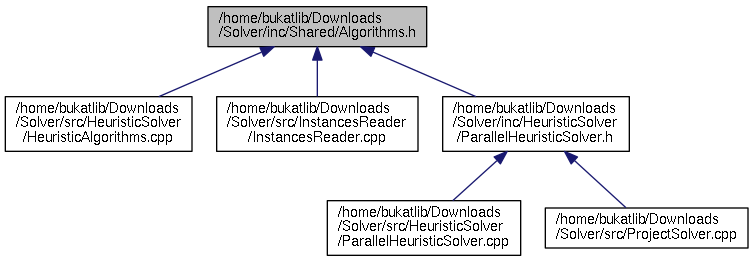 /home/bukatlib/Downloads
/Solver/inc/Shared/Algorithms.h
/home/bukatlib/Downloads
/Solver/src/HeuristicSolver
/HeuristicAlgorithms.cpp
/home/bukatlib/Downloads
/Solver/src/InstancesReader
/InstancesReader.cpp
/home/bukatlib/Downloads
/Solver/inc/HeuristicSolver
/ParallelHeuristicSolver.h
/home/bukatlib/Downloads
/Solver/src/HeuristicSolver
/ParallelHeuristicSolver.cpp
/home/bukatlib/Downloads
/Solver/src/ProjectSolver.cpp